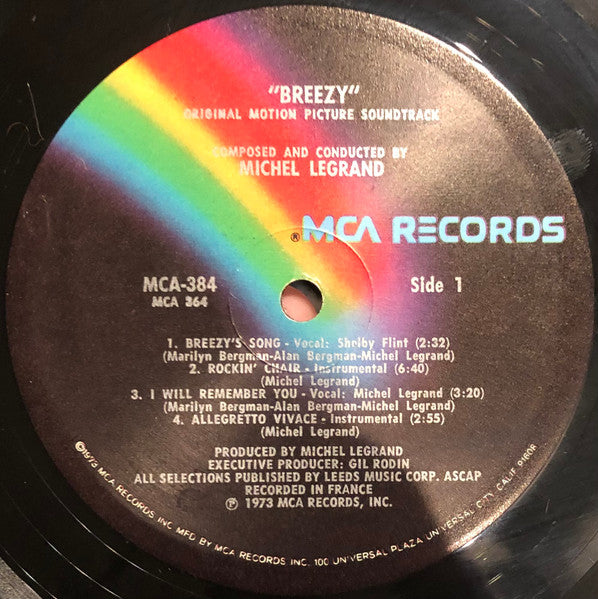 "BREEZY"
ORIGINAL MOTION PICTURE SOUNDTRACK
COMPOSED AND CONDUCTED BY
MICHEL LEGRAND
®MCA RECORDS
MCA-384
MCA 364
Side 1
1. BREEZY'S SONG - Vocal: Shelby Flint (2:32)
(Marilyn Bergman-Alan Bergman-Michel Legrand)
2. ROCKIN' CHAIR - Instrumental (6:40)
(Michel Legrand)
3. I WILL REMEMBER YOU - Vocal: Michel Legrand (3:20)
(Marilyn Bergman-Alan Bergman-Michel Legrand)
4. ALLEGRETTO VIVACE - Instrumental (2:55)
(Michel Legrand)
PRODUCED BY MICHEL LEGRAND
EXECUTIVE PRODUCER: GIL RODIN
ALL SELECTIONS PUBLISHED BY LEEDS MUSIC CORP. ASCAP
RECORDED IN FRANCE
℗ 1973 MCA RECORDS, INC.
©1973 MCA RECORDS, INC MFD BY MCA RECORDS INC. 100 UNIVERSAL PLAZA UNIVERSAL CITY, CALIF.